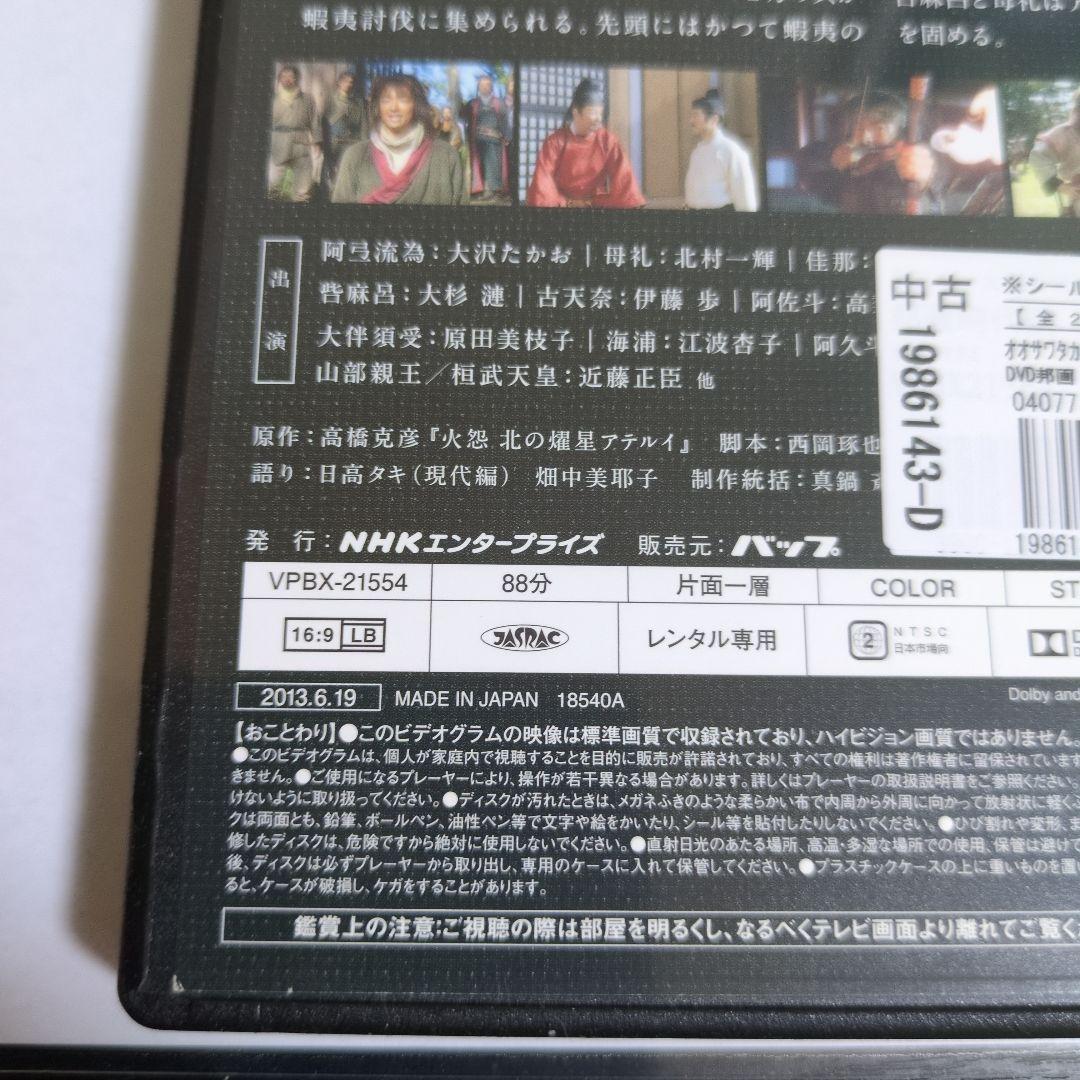 蝦夷討伐に集められる。先頭にはかつて蝦夷の
を固める。
出演
阿弖流為：大沢たかお｜母礼：北村一輝｜佳那：
呰麻呂：大杉 漣｜古天奈：伊藤 歩｜阿佐斗：高
大伴須受：原田美枝子｜海浦：江波杏子｜阿久斗
山部親王／桓武天皇：近藤正臣 他
原作：高橋克彦『火怨 北の燿星アテルイ』 脚本：西岡琢也
語り：日高タキ（現代編） 畑中美耶子 制作統括：真鍋 斎
発 行：NHKエンタープライズ 販売元：バップ
中古
1986143-D
※シール
【全2
オオサワタカ
DVD邦画
04077
19861
VPBX-21554 88分 片面一層 COLOR ST
16:9 LB JASRAC レンタル専用 2 NTSC 日本市場向
2013.6.19 MADE IN JAPAN 18540A Dolby and
【おことわり】●このビデオグラムの映像は標準画質で収録されており、ハイビジョン画質ではありません。
●このビデオグラムは、個人が家庭内で視聴することを目的に販売が許諾されており、すべての権利は著作権者に留保されています
きません。●ご使用になるプレーヤーにより、操作が若干異なる場合があります。詳しくはプレーヤーの取扱説明書をご参照ください。
けないように取り扱ってください。●ディスクが汚れたときは、メガネふきのような柔らかい布で内周から外周に向かって放射状に軽く
クは両面とも、鉛筆、ボールペン、油性ペン等で文字や絵をかいたり、シール等を貼付したりしないでください。●ひび割れや変形、ま
修したディスクは、危険ですから絶対に使用しないでください。●直射日光のあたる場所、高温・多湿な場所での使用、保管は避けて
後、ディスクは必ずプレーヤーから取り出し、専用のケースに入れて保管してください。●プラスチックケースの上に重いものを置い
ると、ケースが破損し、ケガをすることがあります。
鑑賞上の注意：ご視聴の際は部屋を明るくし、なるべくテレビ画面より離れてご覧くだ